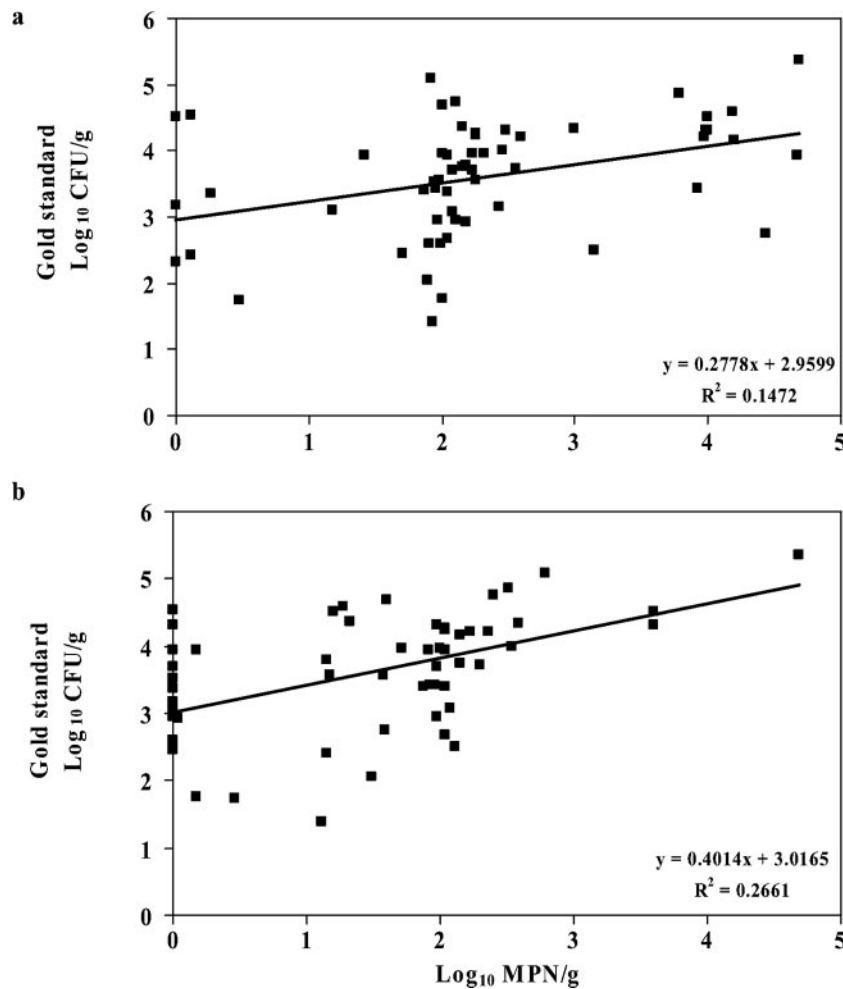 a
6
5
4
3
2
1
0
Gold standard
Log₁₀ CFU/g
y = 0.2778x + 2.9599
R² = 0.1472
0 1 2 3 4 5
b
6
5
4
3
2
1
0
Gold standard
Log₁₀ CFU/g
y = 0.4014x + 3.0165
R² = 0.2661
0 1 2 3 4 5
Log₁₀ MPN/g